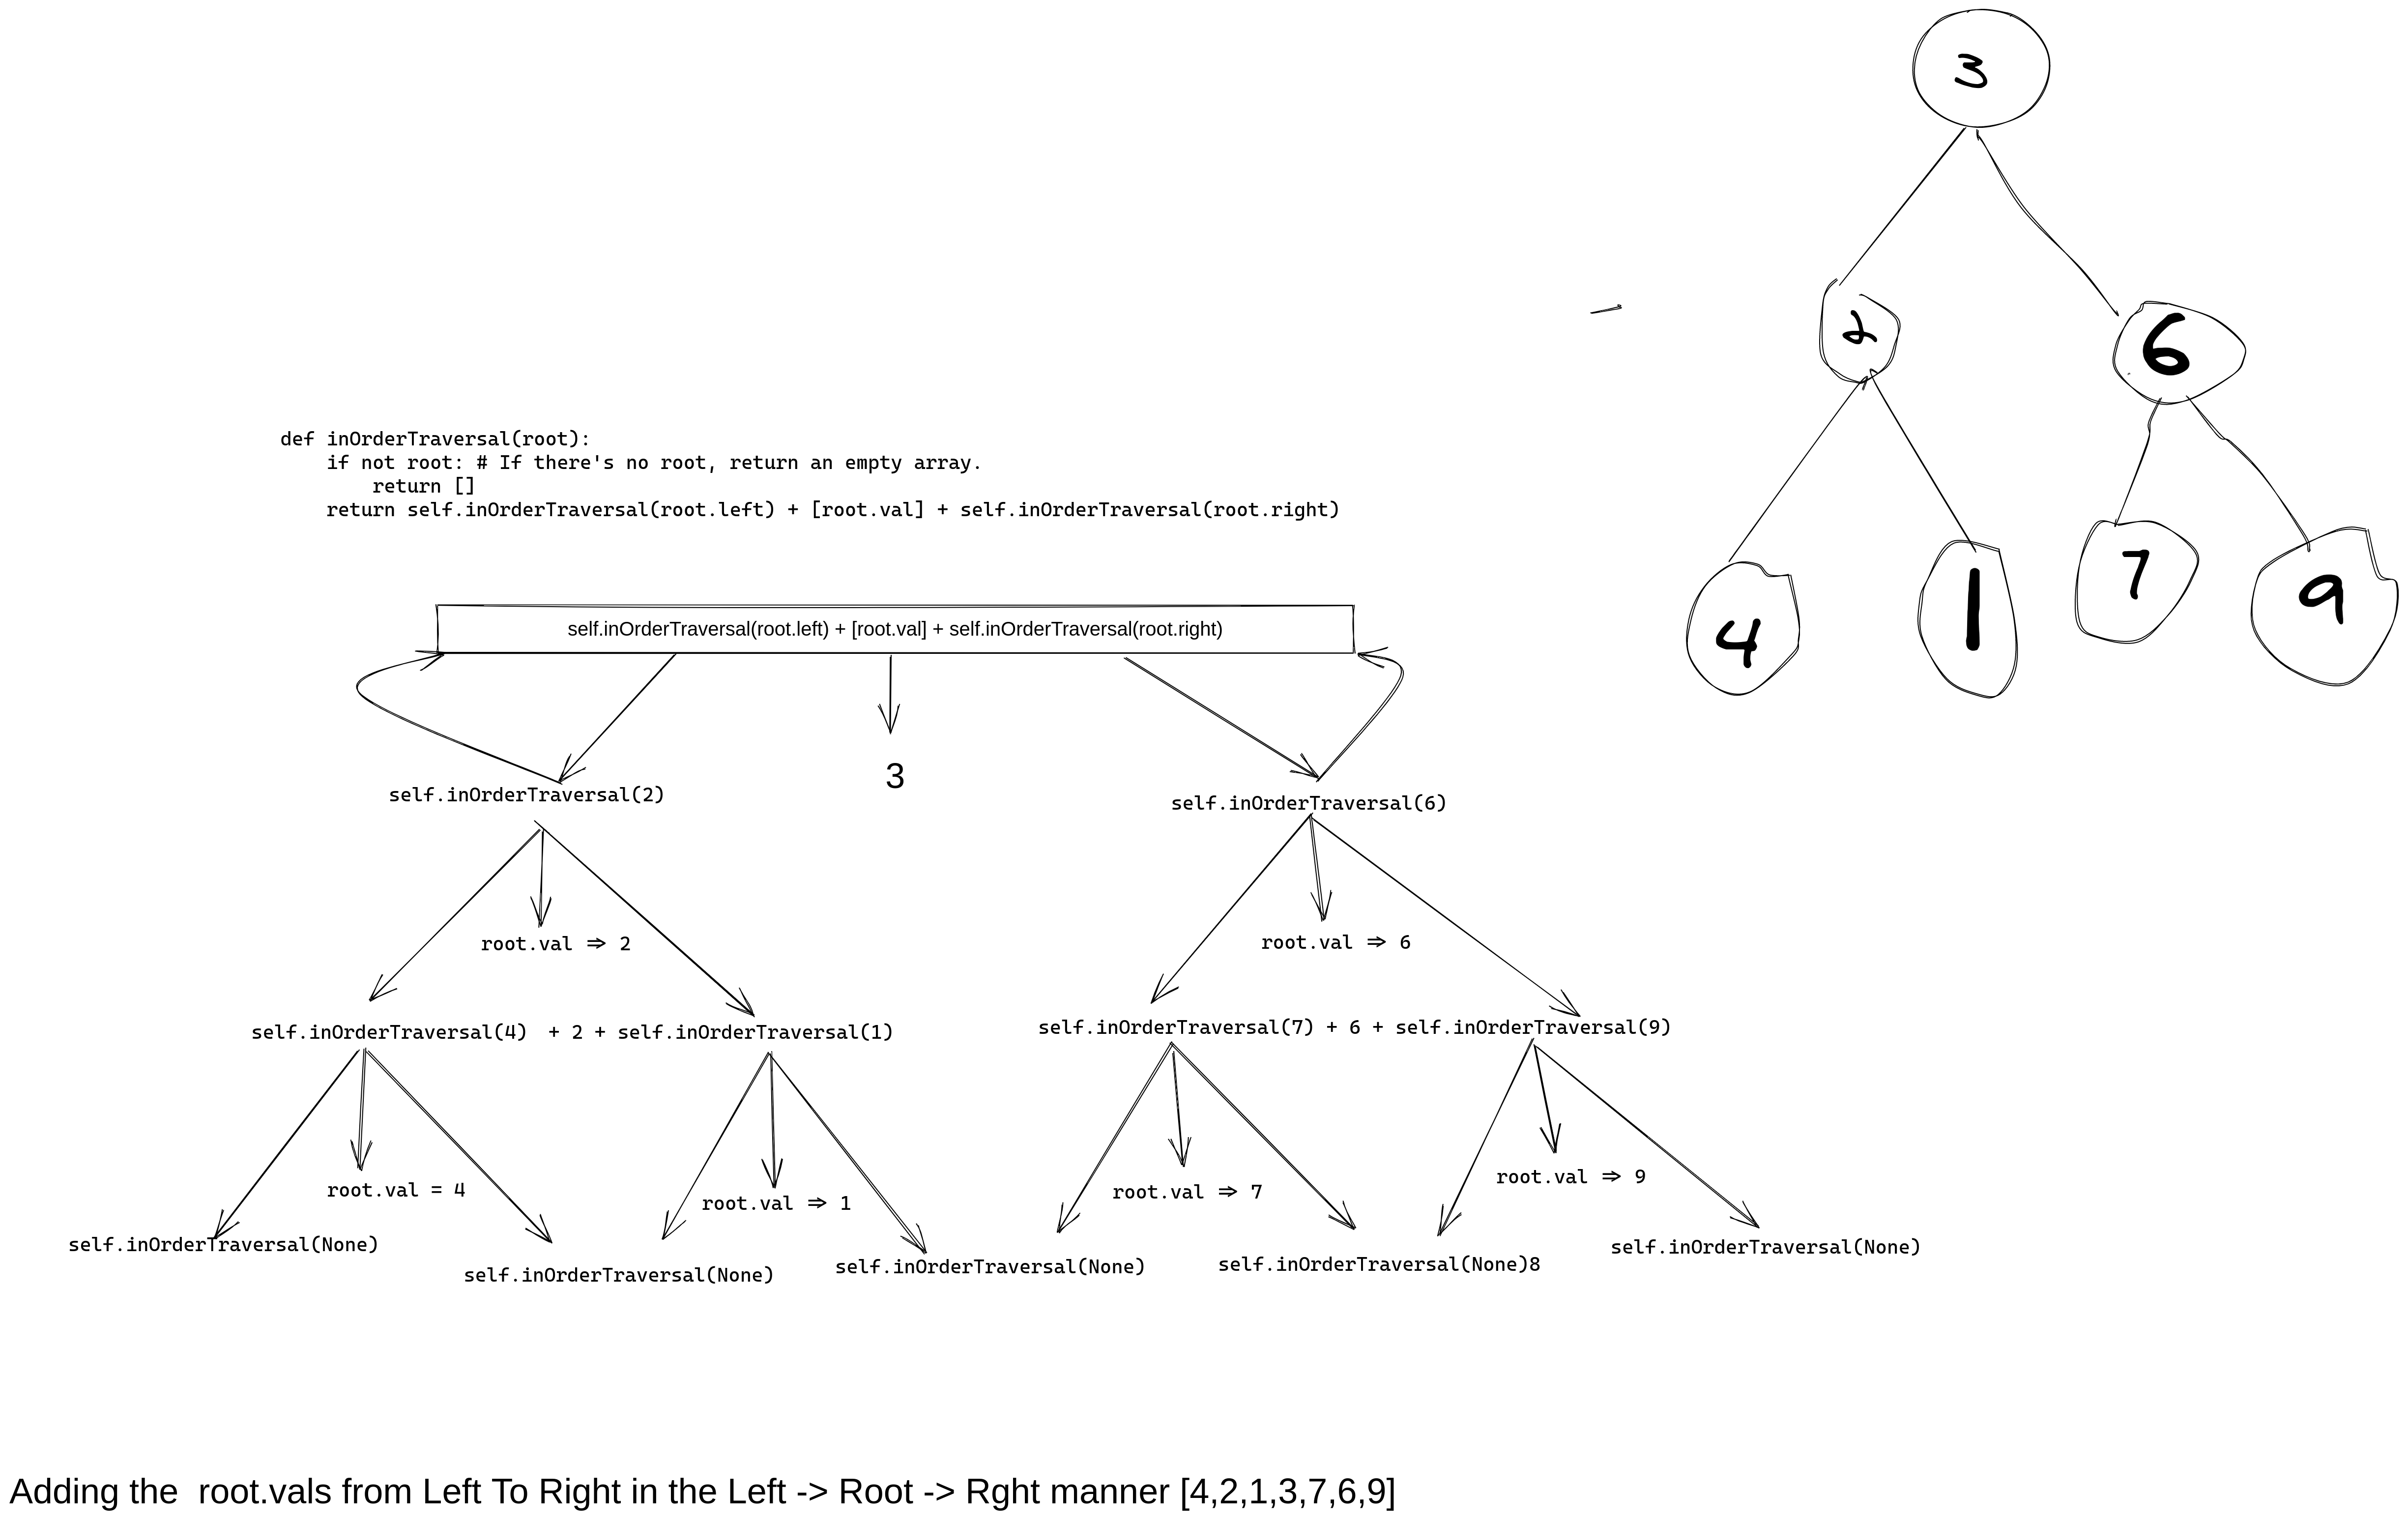 3
2
6
def inOrderTraversal(root):
    if not root: # If there's no root, return an empty array.
        return []
    return self.inOrderTraversal(root.left) + [root.val] + self.inOrderTraversal(root.right)
7
9
4
1
self.inOrderTraversal(root.left) + [root.val] + self.inOrderTraversal(root.right)
3
self.inOrderTraversal(2)
self.inOrderTraversal(6)
root.val => 2
root.val => 6
self.inOrderTraversal(4)  + 2 + self.inOrderTraversal(1)
self.inOrderTraversal(7) + 6 + self.inOrderTraversal(9)
root.val = 4
root.val => 1
root.val => 7
root.val => 9
self.inOrderTraversal(None)
self.inOrderTraversal(None)
self.inOrderTraversal(None)
self.inOrderTraversal(None)8
self.inOrderTraversal(None)
Adding the  root.vals from Left To Right in the Left -> Root -> Rght manner [4,2,1,3,7,6,9]